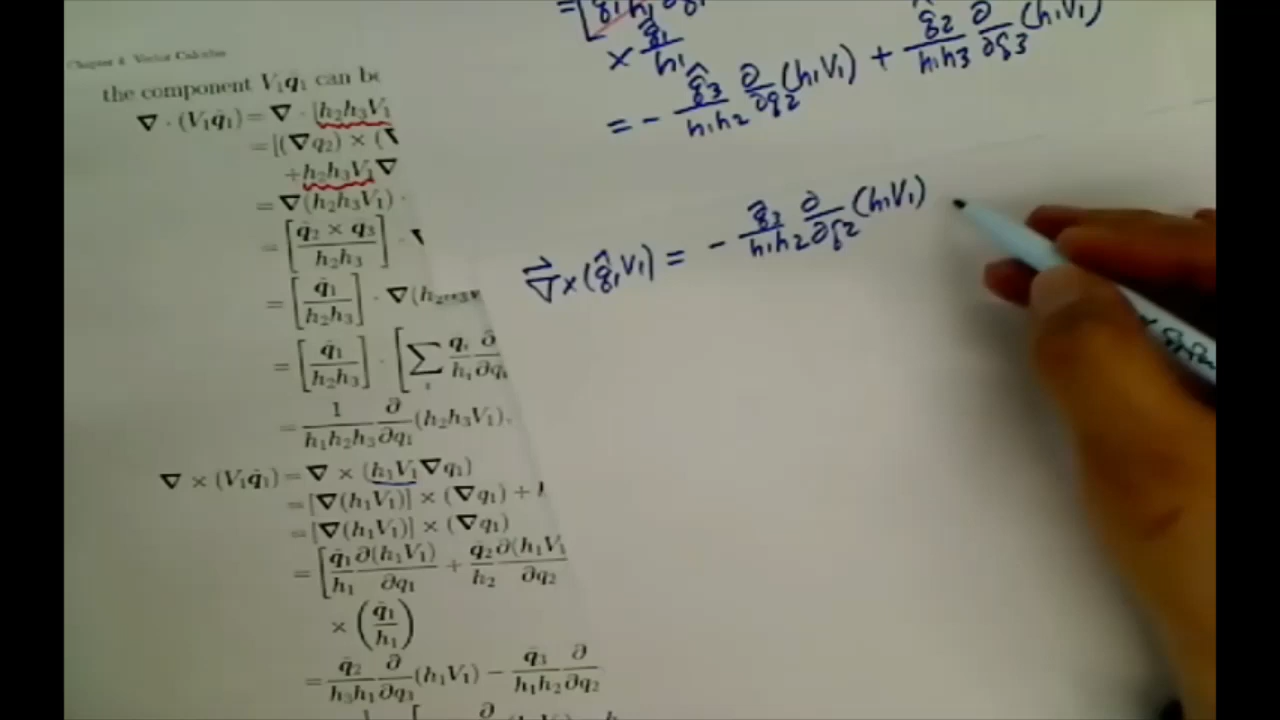 Chapter 4 Vector Calculus
the component V₁q̂₁ can be
∇ · (V₁q̂₁) = ∇ · [h₂h₃V₁
= [(∇q₂) × (∇
+h₂h₃V₁∇
= ∇(h₂h₃V₁) ·
= [q̂₂ × q̂₃ / h₂h₃] ·
= [q̂₁ / h₂h₃] · ∇(h₂
= [q̂₁ / h₂h₃] · [∑ᵢ q̂ᵢ/hᵢ ∂/∂q
= 1/(h₁h₂h₃) ∂/∂q₁ (h₂h₃V₁).
∇ × (V₁q̂₁) = ∇ × (h₁V₁∇q₁)
= [∇(h₁V₁)] × (∇q₁) +
= [∇(h₁V₁)] × (∇q₁)
= [q̂₁/h₁ ∂(h₁V₁)/∂q₁ + q̂₂/h₂ ∂(h₁V₁/∂q₂
× (q̂₁/h₁)
= q̂₂/(h₃h₁) ∂/∂q₃ (h₁V₁) − q̂₃/(h₁h₂) ∂/∂q₂
× q̂₁/h₁
= − q̂₃/(h₁h₂) ∂/∂q₂ (h₁V₁) + q̂₂/(h₁h₃) ∂/∂q₃ (h₁V₁)
∇⃗ × (q̂₁V₁) = − q̂₃/(h₁h₂) ∂/∂q₂ (h₁V₁)